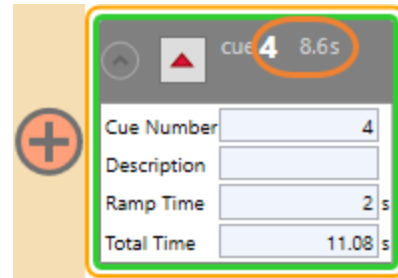 cue 4 8.6s
Cue Number 4
Description
Ramp Time 2 s
Total Time 11.08 s